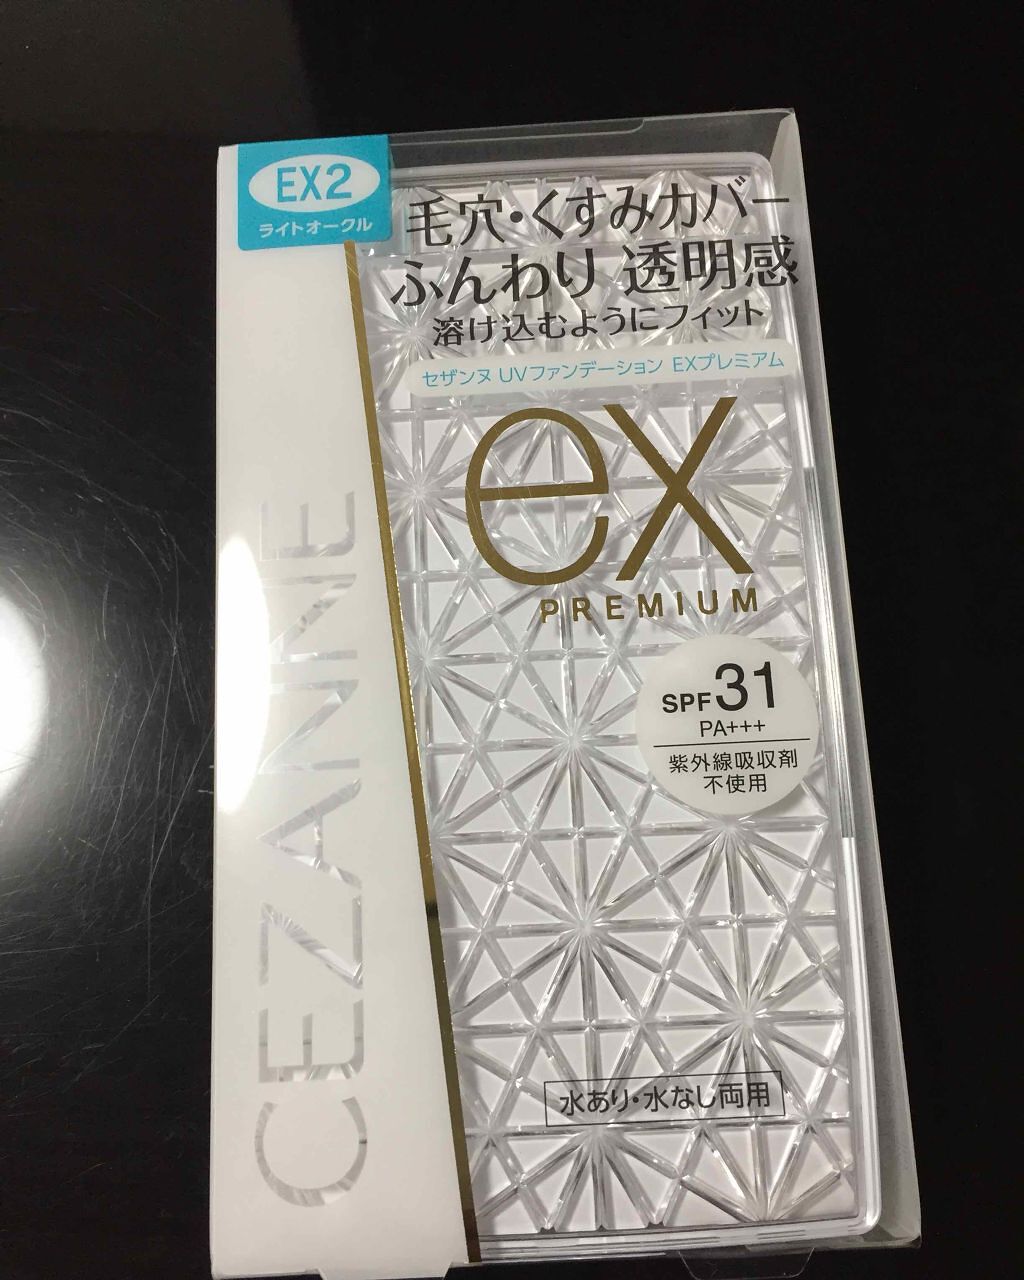 EX2
ライトオークル
毛穴・くすみカバー
ふんわり 透明感
溶け込むようにフィット
セザンヌ UVファンデーション EXプレミアム
ex
PREMIUM
SPF31
PA+++
紫外線吸収剤
不使用
水あり・水なし両用
CEZANNE